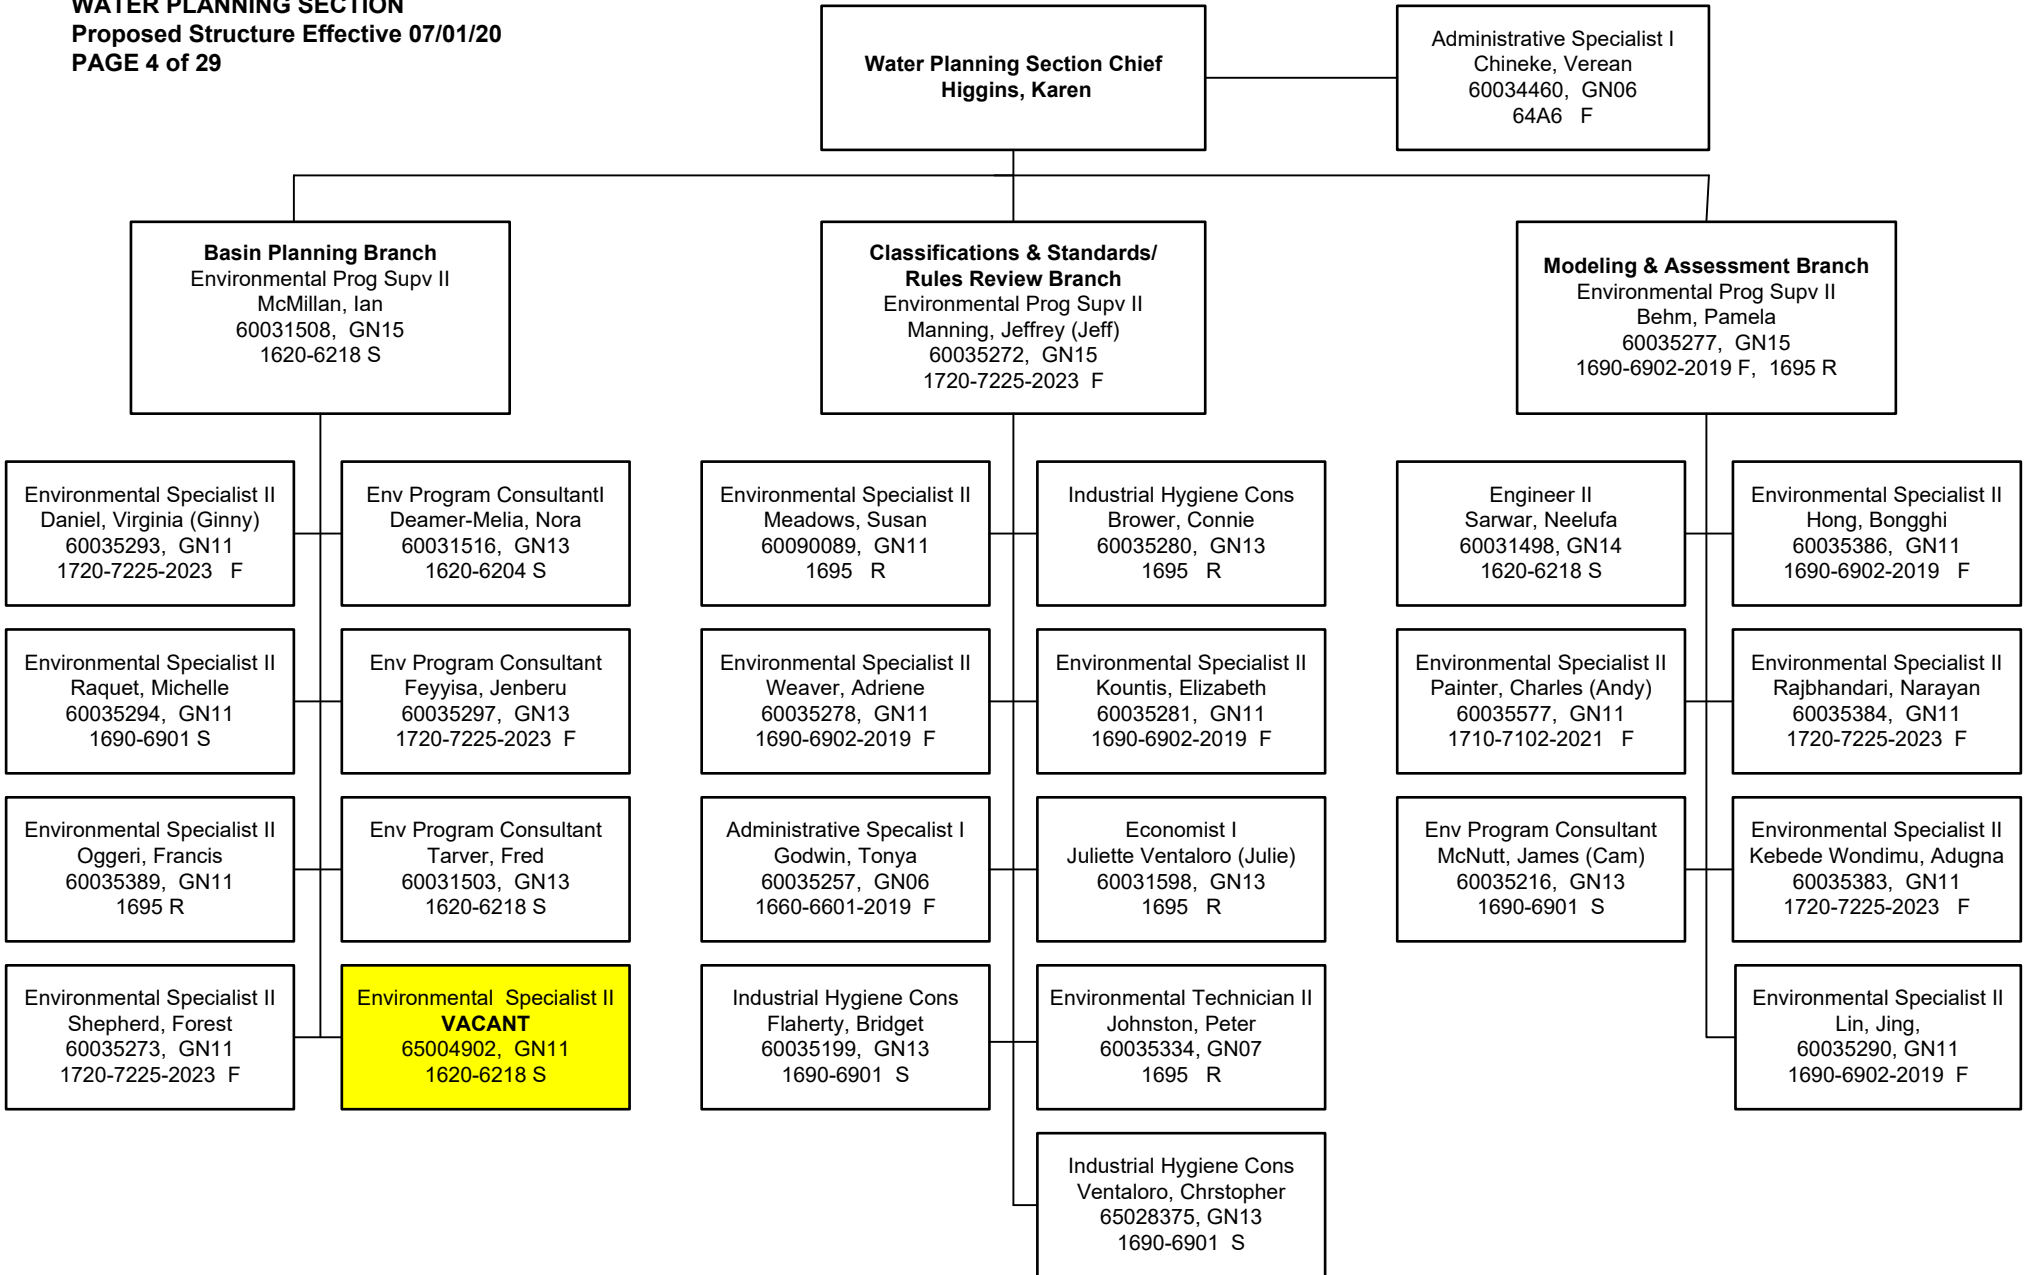 WATER PLANNING SECTION
Proposed Structure Effective 07/01/20
PAGE 4 of 29
Water Planning Section Chief
Higgins, Karen
Administrative Specialist I
Chineke, Verean
60034460, GN06
64A6 F
Basin Planning Branch
Environmental Prog Supv II
McMillan, Ian
60031508, GN15
1620-6218 S
Classifications & Standards/
Rules Review Branch
Environmental Prog Supv II
Manning, Jeffrey (Jeff)
60035272, GN15
1720-7225-2023 F
Modeling & Assessment Branch
Environmental Prog Supv II
Behm, Pamela
60035277, GN15
1690-6902-2019 F, 1695 R
Environmental Specialist II
Daniel, Virginia (Ginny)
60035293, GN11
1720-7225-2023 F
Env Program ConsultantI
Deamer-Melia, Nora
60031516, GN13
1620-6204 S
Environmental Specialist II
Raquet, Michelle
60035294, GN11
1690-6901 S
Env Program Consultant
Feyyisa, Jenberu
60035297, GN13
1720-7225-2023 F
Environmental Specialist II
Oggeri, Francis
60035389, GN11
1695 R
Env Program Consultant
Tarver, Fred
60031503, GN13
1620-6218 S
Environmental Specialist II
Shepherd, Forest
60035273, GN11
1720-7225-2023 F
Environmental Specialist II
VACANT
65004902, GN11
1620-6218 S
Environmental Specialist II
Meadows, Susan
60090089, GN11
1695 R
Industrial Hygiene Cons
Brower, Connie
60035280, GN13
1695 R
Environmental Specialist II
Weaver, Adriene
60035278, GN11
1690-6902-2019 F
Environmental Specialist II
Kountis, Elizabeth
60035281, GN11
1690-6902-2019 F
Administrative Specalist I
Godwin, Tonya
60035257, GN06
1660-6601-2019 F
Economist I
Juliette Ventaloro (Julie)
60031598, GN13
1695 R
Industrial Hygiene Cons
Flaherty, Bridget
60035199, GN13
1690-6901 S
Environmental Technician II
Johnston, Peter
60035334, GN07
1695 R
Industrial Hygiene Cons
Ventaloro, Chrstopher
65028375, GN13
1690-6901 S
Engineer II
Sarwar, Neelufa
60031498, GN14
1620-6218 S
Environmental Specialist II
Hong, Bongghi
60035386, GN11
1690-6902-2019 F
Environmental Specialist II
Painter, Charles (Andy)
60035577, GN11
1710-7102-2021 F
Environmental Specialist II
Rajbhandari, Narayan
60035384, GN11
1720-7225-2023 F
Env Program Consultant
McNutt, James (Cam)
60035216, GN13
1690-6901 S
Environmental Specialist II
Kebede Wondimu, Adugna
60035383, GN11
1720-7225-2023 F
Environmental Specialist II
Lin, Jing,
60035290, GN11
1690-6902-2019 F